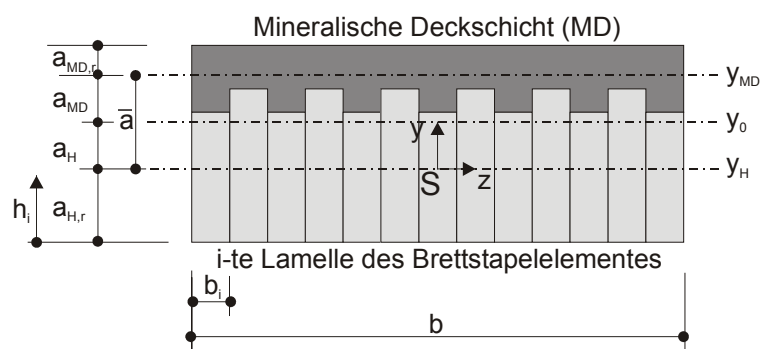 Mineralische Deckschicht (MD)
a_MD,r
y_MD
a_MD
a̅
y
y_0
a_H
S
z
y_H
h_i
a_H,r
i-te Lamelle des Brettstapelelementes
b_i
b